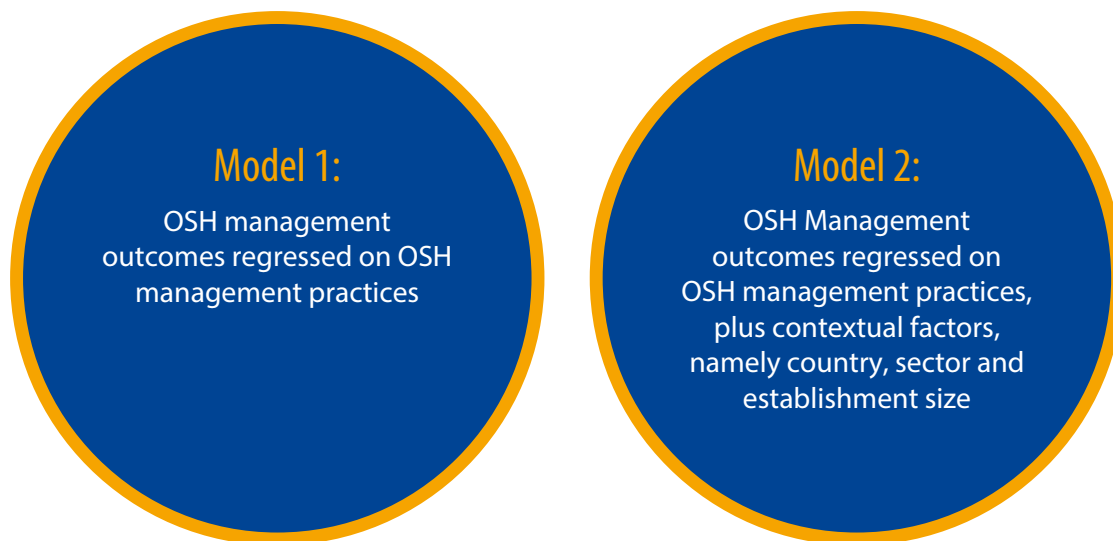 Model 1:
OSH management
outcomes regressed on OSH
management practices
Model 2:
OSH Management
outcomes regressed on
OSH management practices,
plus contextual factors,
namely country, sector and
establishment size